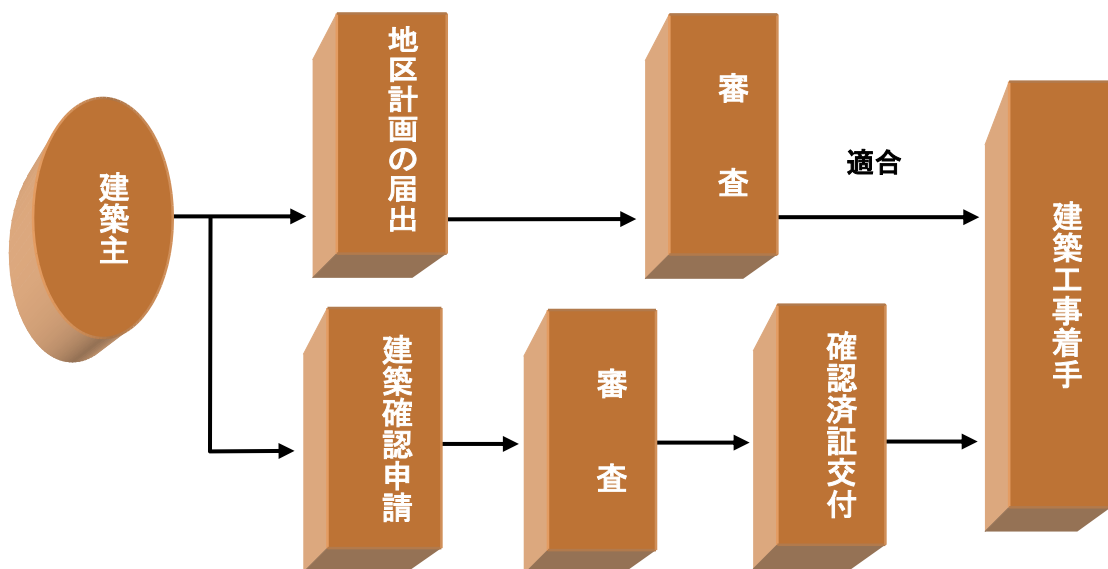 建築主
地区計画の届出
審査
適合
建築確認申請
審査
確認済証交付
建築工事着手